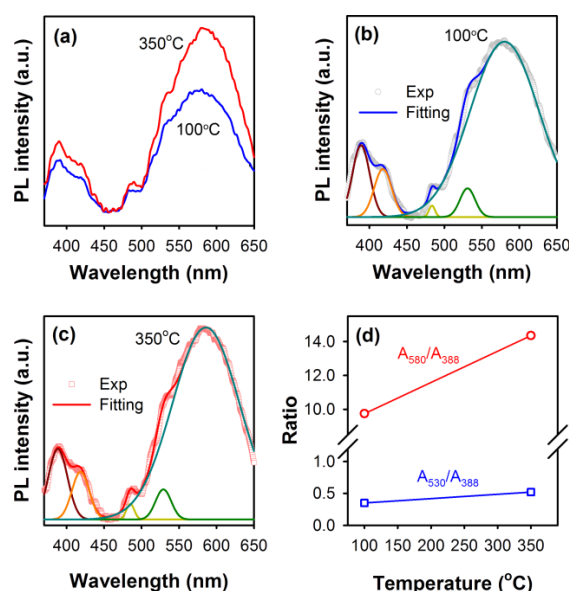 (a)
350°C
100°C
PL intensity (a.u.)
400 450 500 550 600 650
Wavelength (nm)
(b)
100°C
Exp
Fitting
PL intensity (a.u.)
400 450 500 550 600 650
Wavelength (nm)
(c)
350°C
Exp
Fitting
PL intensity (a.u.)
400 450 500 550 600 650
Wavelength (nm)
(d)
A580/A388
A530/A388
Ratio
14.0
12.0
10.0
1.0
0.5
0.0
100 150 200 250 300 350
Temperature (°C)